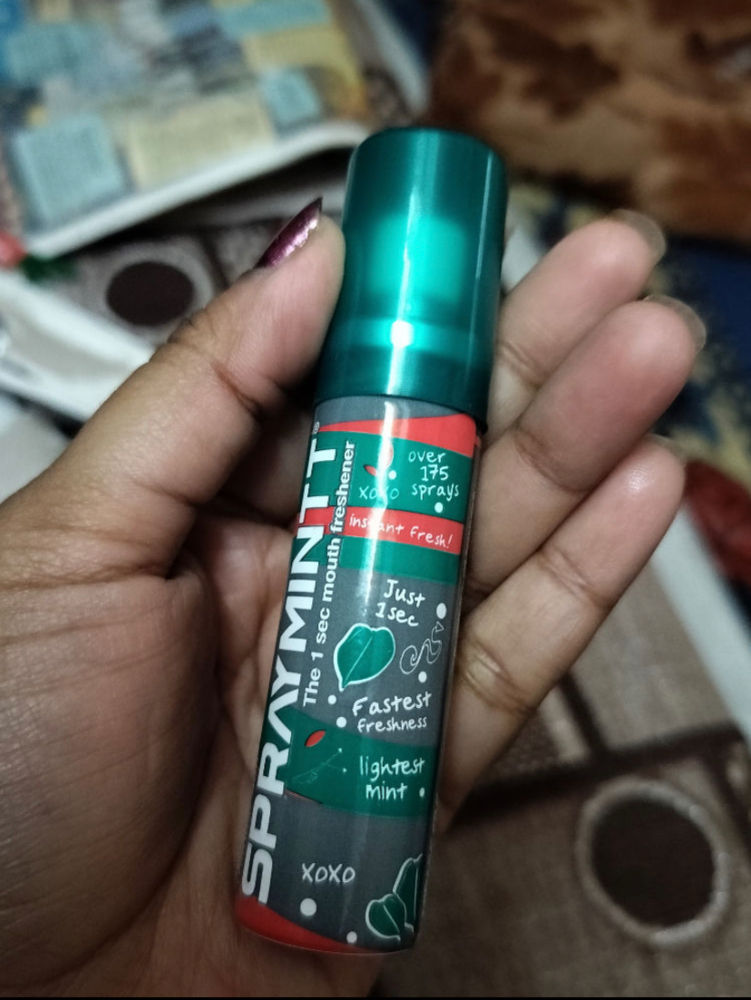 SPRAYMINTT®
The 1 sec mouth freshener
over
175
sprays
xoxo
instant fresh!
Just
1sec
Fastest
freshness
lightest
mint
XOXO